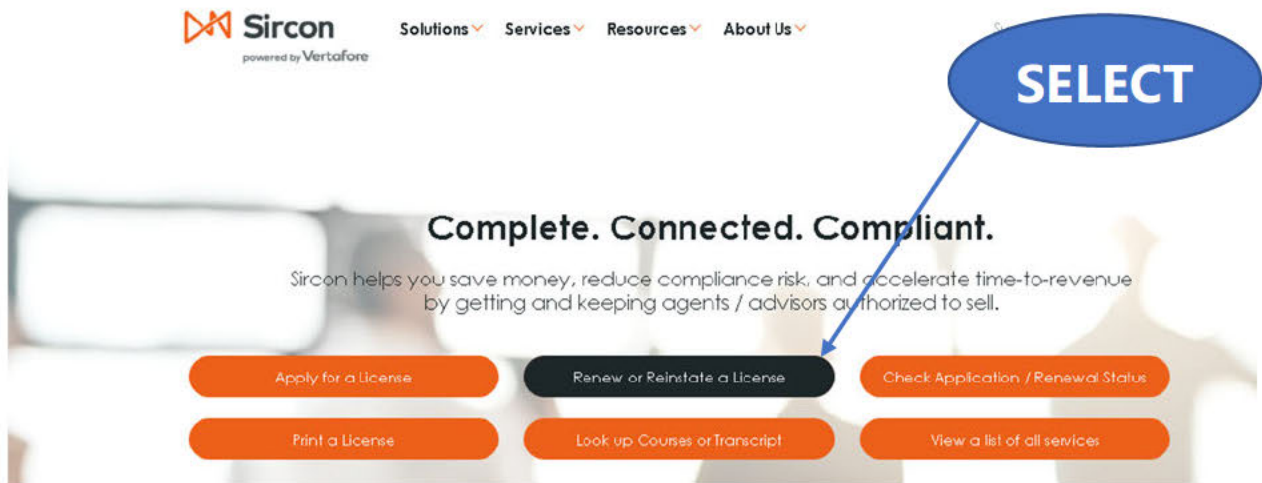 Sircon
powered by Vertafore
Solutions
Services
Resources
About Us
SELECT
Complete. Connected. Compliant.
Sircon helps you save money, reduce compliance risk, and accelerate time-to-revenue
by getting and keeping agents / advisors authorized to sell.
Apply for a License
Renew or Reinstate a License
Check Application / Renewal Status
Print a License
Look up Courses or Transcript
View a list of all services